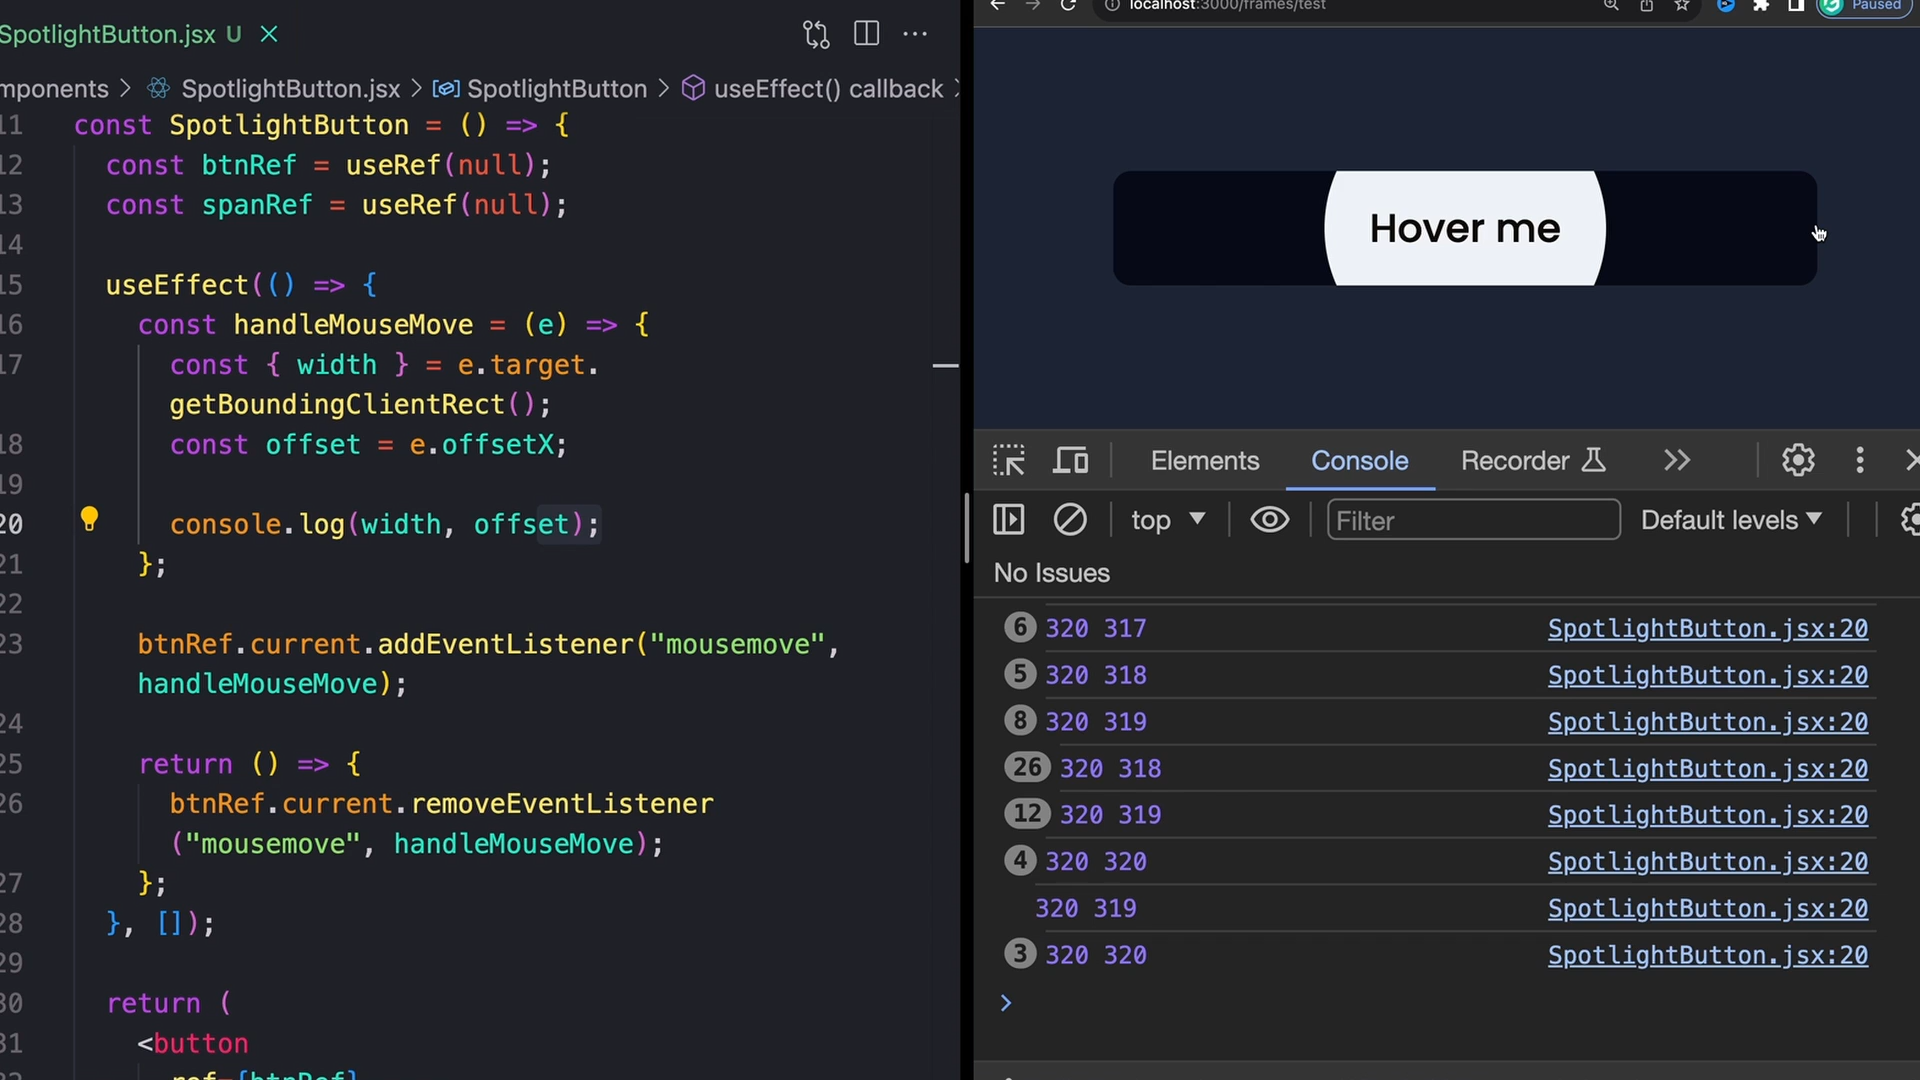 SpotlightButton.jsx U
mponents > SpotlightButton.jsx > SpotlightButton > useEffect() callback >
11 const SpotlightButton = () => {
12 const btnRef = useRef(null);
13 const spanRef = useRef(null);
14
15 useEffect(() => {
16 const handleMouseMove = (e) => {
17 const { width } = e.target.
getBoundingClientRect();
18 const offset = e.offsetX;
19
20 console.log(width, offset);
21 };
22
23 btnRef.current.addEventListener("mousemove",
handleMouseMove);
24
25 return () => {
26 btnRef.current.removeEventListener
("mousemove", handleMouseMove);
27 };
28 }, []);
29
30 return (
31 <button
ref={btnRef}
localhost:3000/frames/test
Paused
Hover me
Elements Console Recorder
top Filter Default levels
No Issues
6 320 317 SpotlightButton.jsx:20
5 320 318 SpotlightButton.jsx:20
8 320 319 SpotlightButton.jsx:20
26 320 318 SpotlightButton.jsx:20
12 320 319 SpotlightButton.jsx:20
4 320 320 SpotlightButton.jsx:20
320 319 SpotlightButton.jsx:20
3 320 320 SpotlightButton.jsx:20